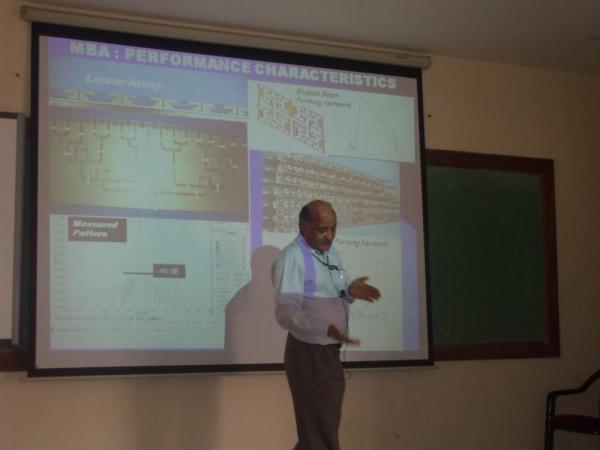 MBA : PERFORMANCE CHARACTERISTICS
Linear Array
Shaped Beam
Forming Network
Measured
Pattern
Forming Network
-40 dB